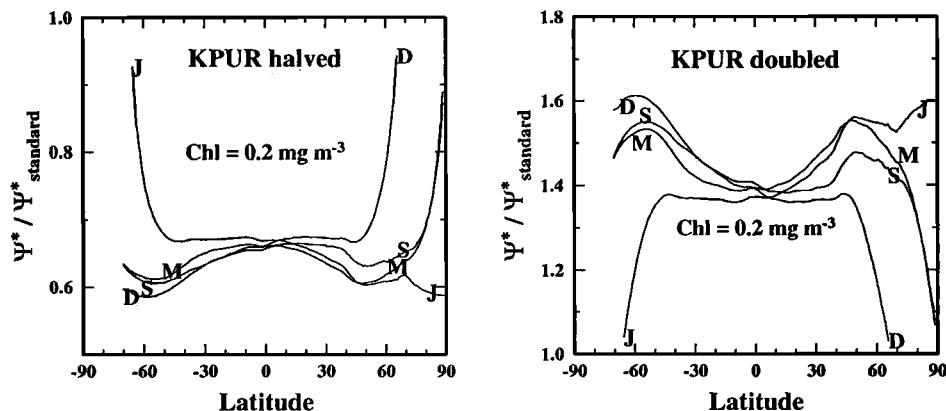 1.0
0.8
0.6
Ψ* / Ψ*standard
KPUR halved
Chl = 0.2 mg m-3
J
D
D
S
M
S
M
J
-90 -60 -30 0 30 60 90
Latitude
1.8
1.6
1.4
1.2
1.0
Ψ* / Ψ*standard
KPUR doubled
Chl = 0.2 mg m-3
D
S
M
J
J
M
S
D
-90 -60 -30 0 30 60 90
Latitude